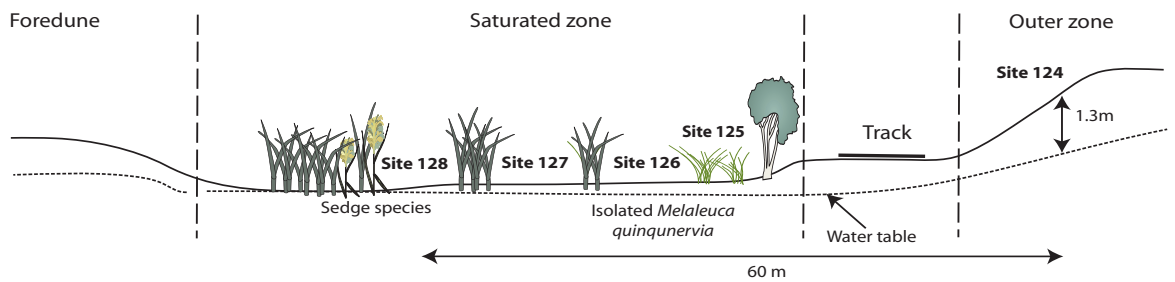 Foredune
Saturated zone
Outer zone
Site 124
1.3m
Track
Site 125
Site 128
Site 127
Site 126
Sedge species
Isolated Melaleuca
quinqunervia
Water table
60 m